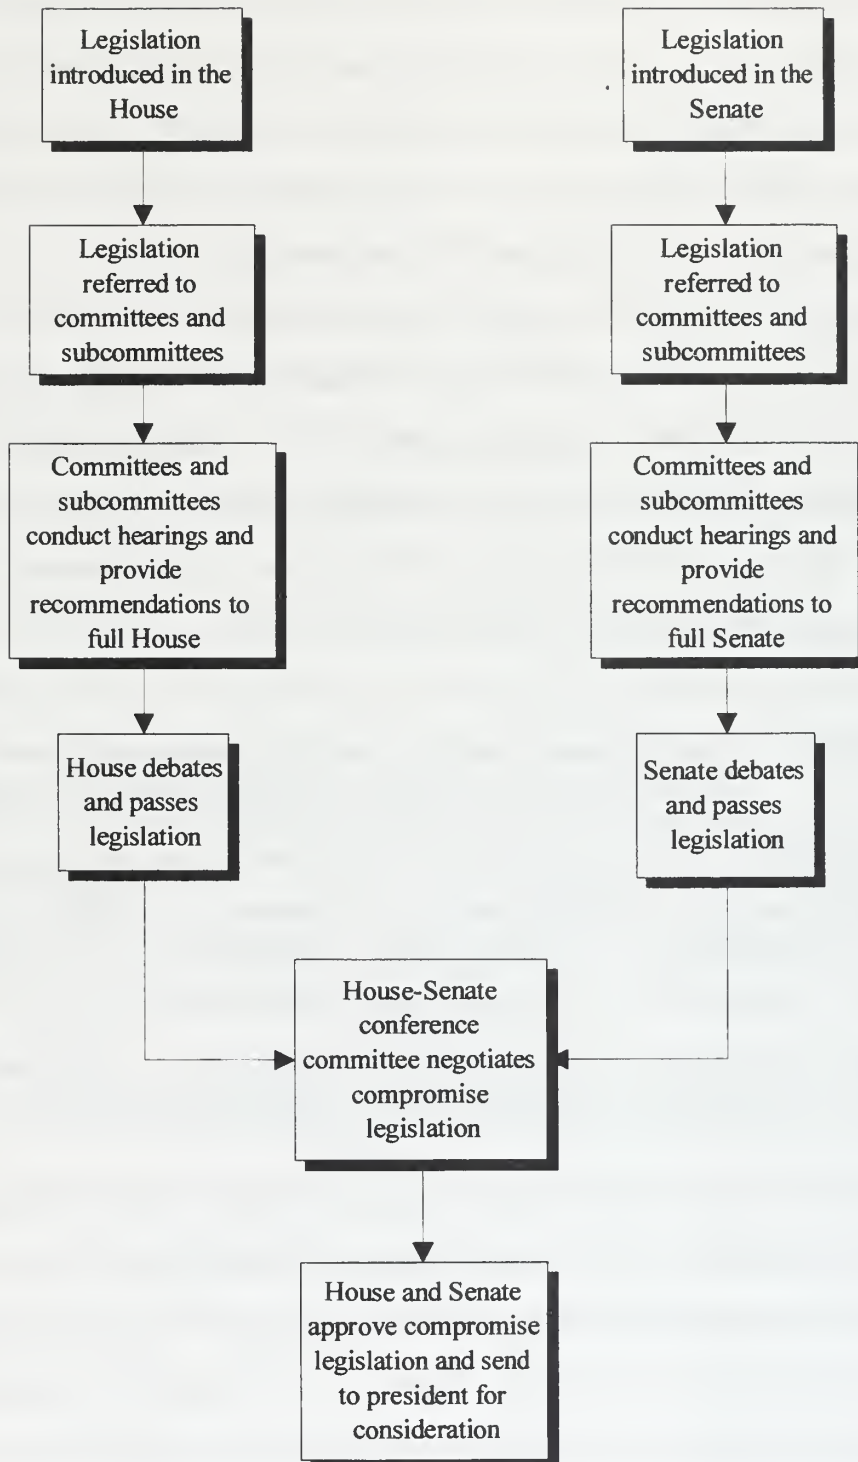 Legislation
introduced in the
House
Legislation
referred to
committees and
subcommittees
Committees and
subcommittees
conduct hearings and
provide
recommendations to
full House
House debates
and passes
legislation
Legislation
introduced in the
Senate
Legislation
referred to
committees and
subcommittees
Committees and
subcommittees
conduct hearings and
provide
recommendations to
full Senate
Senate debates
and passes
legislation
House-Senate
conference
committee negotiates
compromise
legislation
House and Senate
approve compromise
legislation and send
to president for
consideration